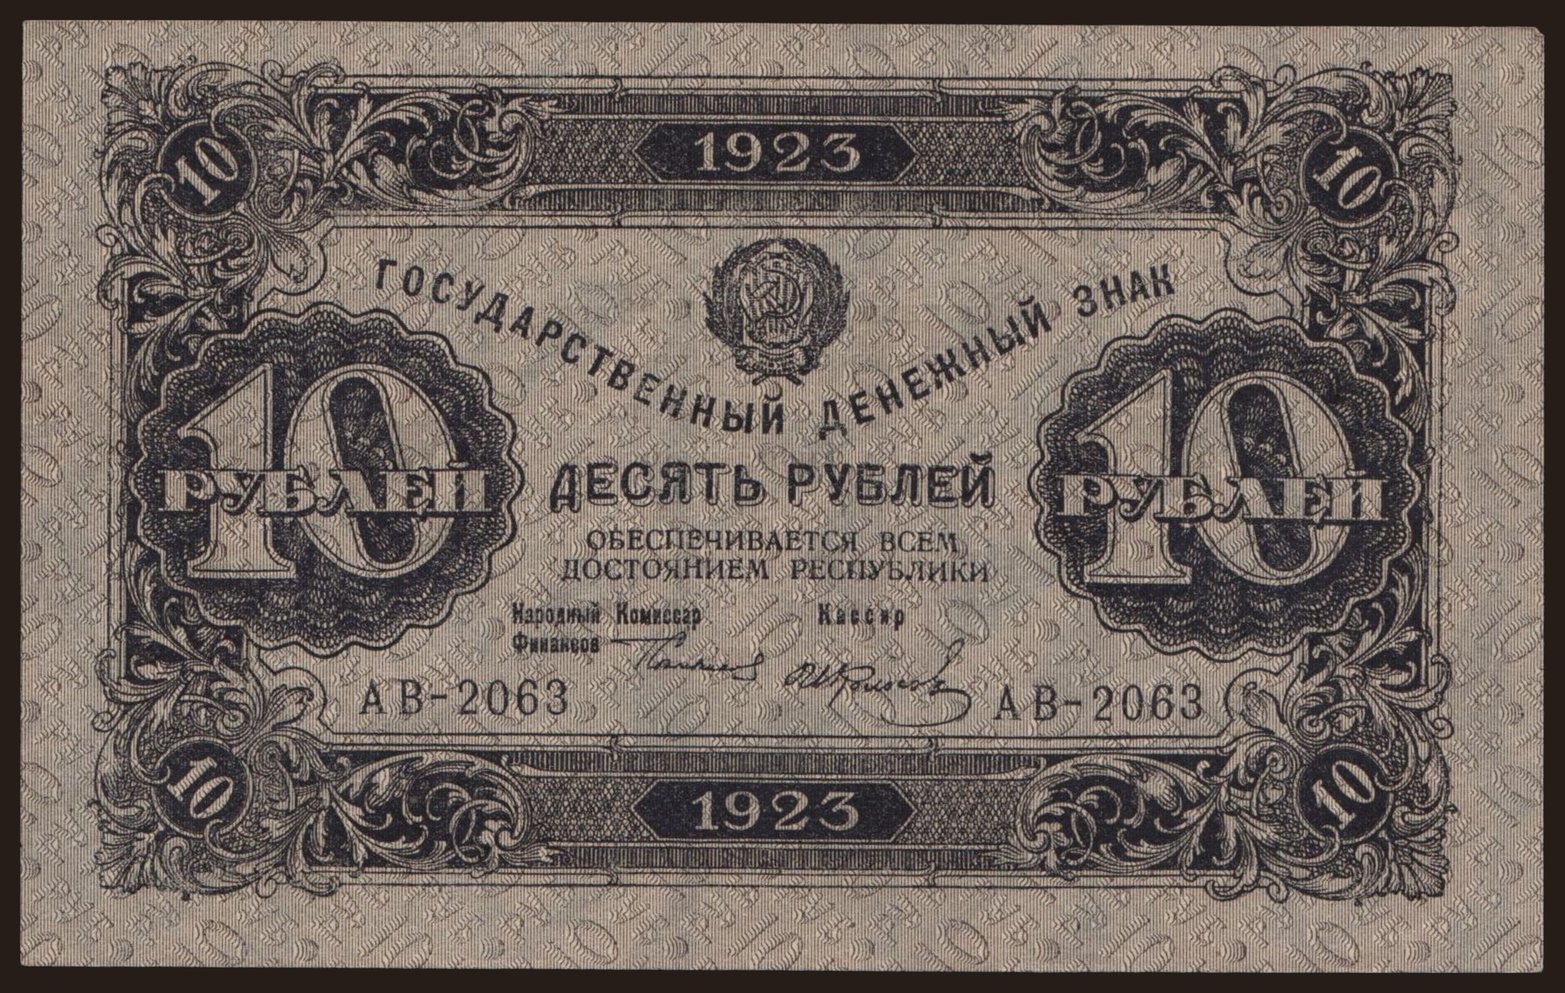 1923
10 10
ГОСУДАРСТВЕННЫЙ ДЕНЕЖНЫЙ ЗНАК
10 10
РУБЛЕЙ РУБЛЕЙ
ДЕСЯТЬ РУБЛЕЙ
ОБЕСПЕЧИВАЕТСЯ ВСЕМ
ДОСТОЯНИЕМ РЕСПУБЛИКИ
Народный Комиссар
Финансов
Кассир
АВ-2063 АВ-2063
10 10
1923